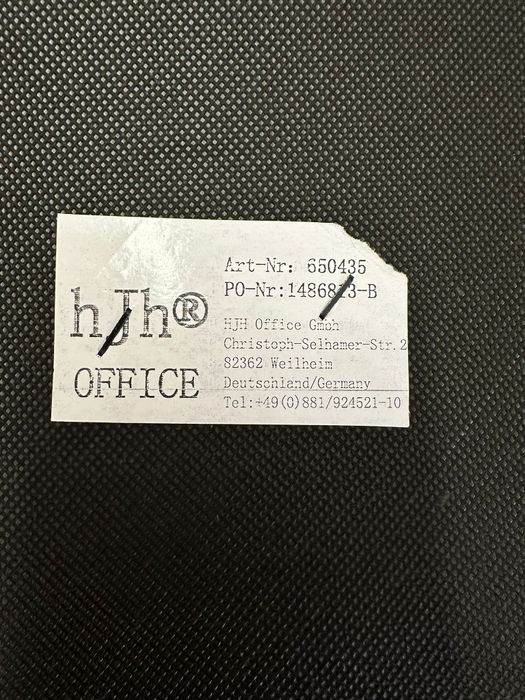 hJh®
OFFICE
Art-Nr: 650435
PO-Nr:1486813-B
HJH Office Gmbh
Christoph-Selhamer-Str.2
82362 Weilheim
Deutschland/Germany
Tel:+49(0)881/924521-10